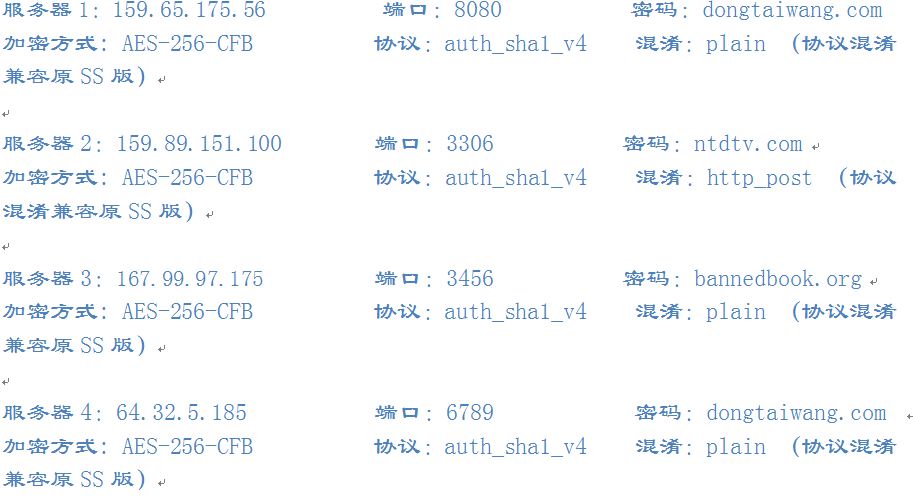 服务器 1: 159.65.175.56 端口: 8080 密码: dongtaiwang.com
加密方式: AES-256-CFB 协议: auth_sha1_v4 混淆: plain (协议混淆
兼容原 SS 版)
服务器 2: 159.89.151.100 端口: 3306 密码: ntdtv.com
加密方式: AES-256-CFB 协议: auth_sha1_v4 混淆: http_post (协议
混淆兼容原 SS 版)
服务器 3: 167.99.97.175 端口: 3456 密码: bannedbook.org
加密方式: AES-256-CFB 协议: auth_sha1_v4 混淆: plain (协议混淆
兼容原 SS 版)
服务器 4: 64.32.5.185 端口: 6789 密码: dongtaiwang.com
加密方式: AES-256-CFB 协议: auth_sha1_v4 混淆: plain (协议混淆
兼容原 SS 版)